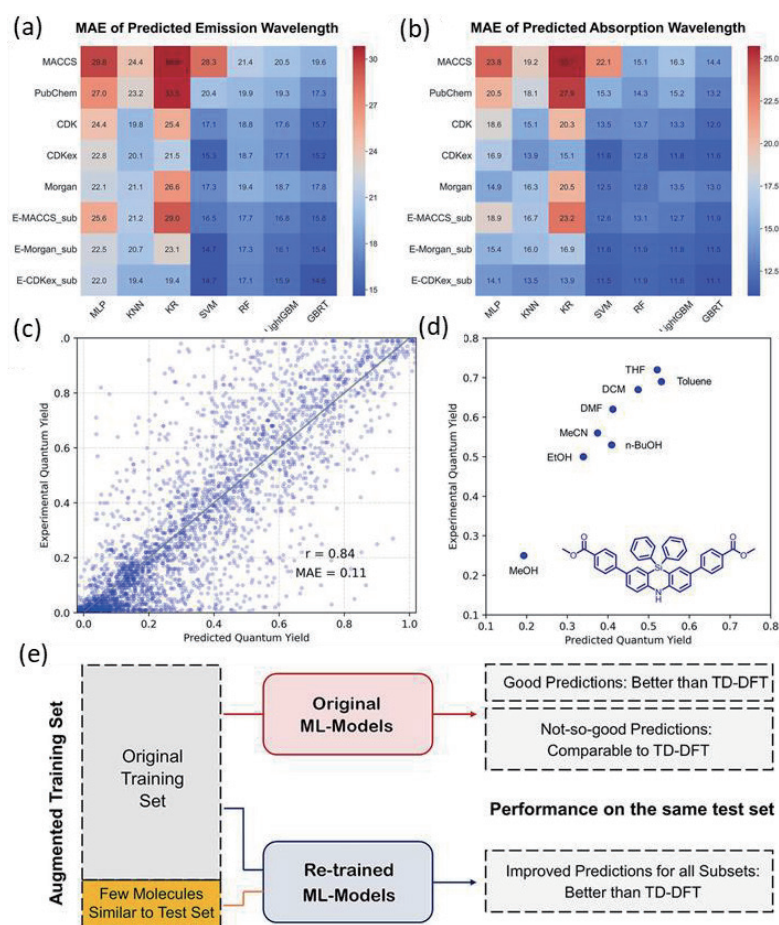 (a)
MAE of Predicted Emission Wavelength
MACCS 29.8 24.4 28.3 21.4 20.5 19.6
PubChem 27.0 23.2 20.4 19.9 19.3 17.3
CDK 24.4 19.8 25.4 17.1 18.8 17.6 15.7
CDKex 22.8 20.1 21.5 15.3 18.7 17.1 15.2
Morgan 22.1 21.1 26.6 17.3 19.4 18.7 17.8
E-MACCS_sub 25.6 21.2 29.0 16.5 17.7 15.8
E-Morgan_sub 22.5 20.7 23.1 14.7 17.3 16.1 15.4
E-CDKex_sub 22.0 19.4 19.4 14.7 17.1 15.9
MLP KNN KR SVM RF LightGBM GBRT
30
27
24
21
18
15
(b)
MAE of Predicted Absorption Wavelength
MACCS 23.8 19.2 22.1 15.1 16.3 14.4
PubChem 20.5 18.1 27.9 15.3 14.3 15.2 13.2
CDK 18.6 15.1 20.3 13.5 13.7 13.3 12.0
CDKex 16.9 13.9 15.1 11.8 12.6
Morgan 14.9 16.3 20.5 12.5 12.8 13.5 13.0
E-MACCS_sub 18.9 16.7 23.2 12.6 13.1 12.7 11.9
E-Morgan_sub 15.4 16.0 16.9
E-CDKex_sub 14.1 13.5 13.9 11.5
MLP KNN KR SVM RF LightGBM GBRT
25.0
22.5
20.0
17.5
15.0
12.5
(c)
Experimental Quantum Yield
.0
0.8
0.6
0.4
0.2
0.0
r = 0.84
MAE = 0.11
0.0 0.2 0.4 0.6 0.8 1.0
Predicted Quantum Yield
(d)
Experimental Quantum Yield
0.8
0.7
0.6
0.5
0.4
0.3
0.2
0.1
THF
Toluene
DCM
DMF
MeCN
n-BuOH
EtOH
MeOH
O
O
Si
O
O
N
H
0.1 0.2 0.3 0.4 0.5 0.6 0.7 0.8
Predicted Quantum Yield
(e)
Augmented Training Set
Original
Training
Set
Few Molecules
Similar to Test Set
Original
ML-Models
Re-trained
ML-Models
Good Predictions: Better than TD-DFT
Not-so-good Predictions:
Comparable to TD-DFT
Performance on the same test set
Improved Predictions for all Subsets:
Better than TD-DFT